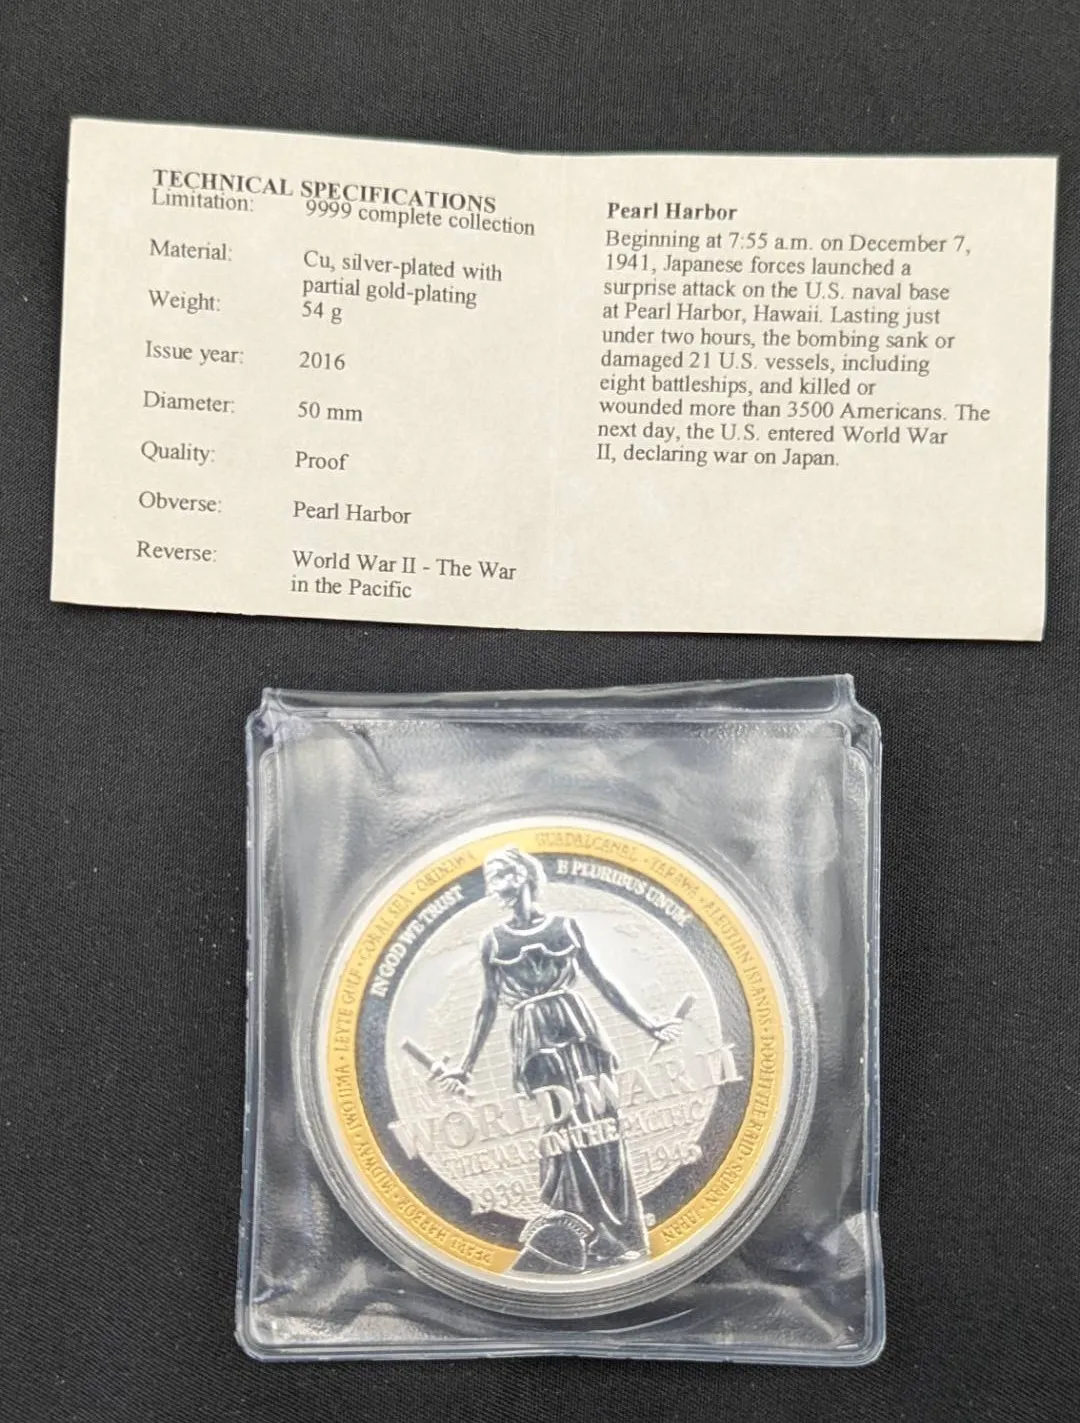 TECHNICAL SPECIFICATIONS
Limitation: 9999 complete collection
Material: Cu, silver-plated with
partial gold-plating
Weight: 54 g
Issue year: 2016
Diameter: 50 mm
Quality: Proof
Obverse: Pearl Harbor
Reverse: World War II - The War
in the Pacific
Pearl Harbor
Beginning at 7:55 a.m. on December 7,
1941, Japanese forces launched a
surprise attack on the U.S. naval base
at Pearl Harbor, Hawaii. Lasting just
under two hours, the bombing sank or
damaged 21 U.S. vessels, including
eight battleships, and killed or
wounded more than 3500 Americans. The
next day, the U.S. entered World War
II, declaring war on Japan.
PEARL HARBOR • MIDWAY • IWO JIMA • LEYTE GULF • CORAL SEA • OKINAWA
GUADALCANAL • TARAWA • ALEUTIAN ISLANDS • DOOLITTLE RAID • SAIPAN • JAPAN
IN GOD WE TRUST
E PLURIBUS UNUM
WORLD WAR II
THE WAR IN THE PACIFIC
1939
1945